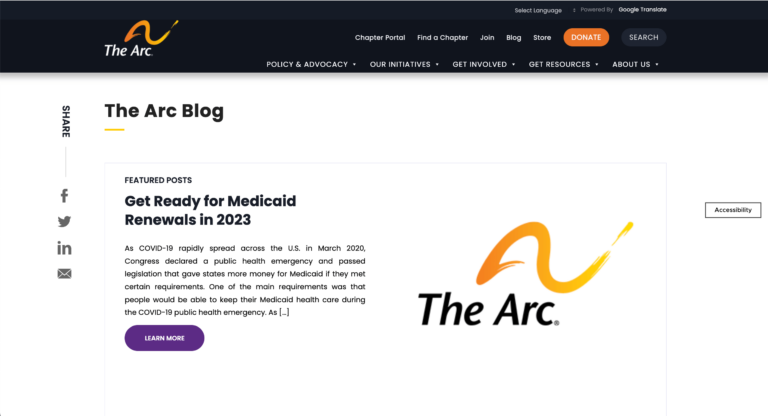 Select Language
Powered By Google Translate
The Arc
Chapter Portal Find a Chapter Join Blog Store DONATE SEARCH
POLICY & ADVOCACY OUR INITIATIVES GET INVOLVED GET RESOURCES ABOUT US
SHARE
The Arc Blog
FEATURED POSTS
Get Ready for Medicaid
Renewals in 2023
As COVID-19 rapidly spread across the U.S. in March 2020,
Congress declared a public health emergency and passed
legislation that gave states more money for Medicaid if they met
certain requirements. One of the main requirements was that
people would be able to keep their Medicaid health care during
the COVID-19 public health emergency. As [...]
LEARN MORE
The Arc®
Accessibility